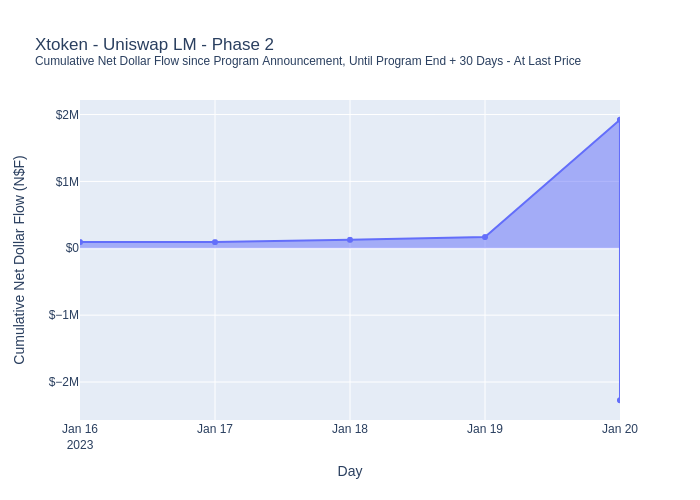 Xtoken - Uniswap LM - Phase 2
Cumulative Net Dollar Flow since Program Announcement, Until Program End + 30 Days - At Last Price
Cumulative Net Dollar Flow (N$F)
$2M
$1M
$0
$−1M
$−2M
Jan 16
2023
Jan 17
Jan 18
Jan 19
Jan 20
Day